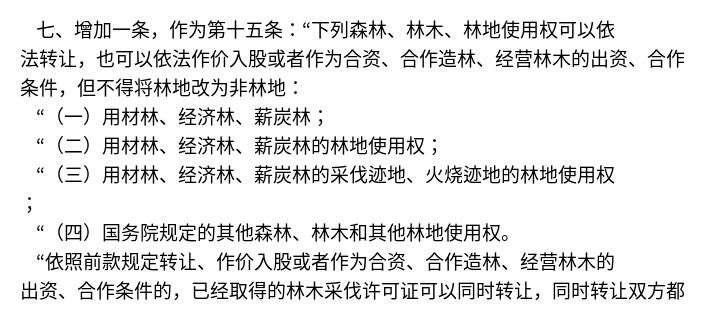 七、增加一条，作为第十五条：“下列森林、林木、林地使用权可以依
法转让，也可以依法作价入股或者作为合资、合作造林、经营林木的出资、合作
条件，但不得将林地改为非林地：
“（一）用材林、经济林、薪炭林；
“（二）用材林、经济林、薪炭林的林地使用权；
“（三）用材林、经济林、薪炭林的采伐迹地、火烧迹地的林地使用权
；
“（四）国务院规定的其他森林、林木和其他林地使用权。
“依照前款规定转让、作价入股或者作为合资、合作造林、经营林木的
出资、合作条件的，已经取得的林木采伐许可证可以同时转让，同时转让双方都